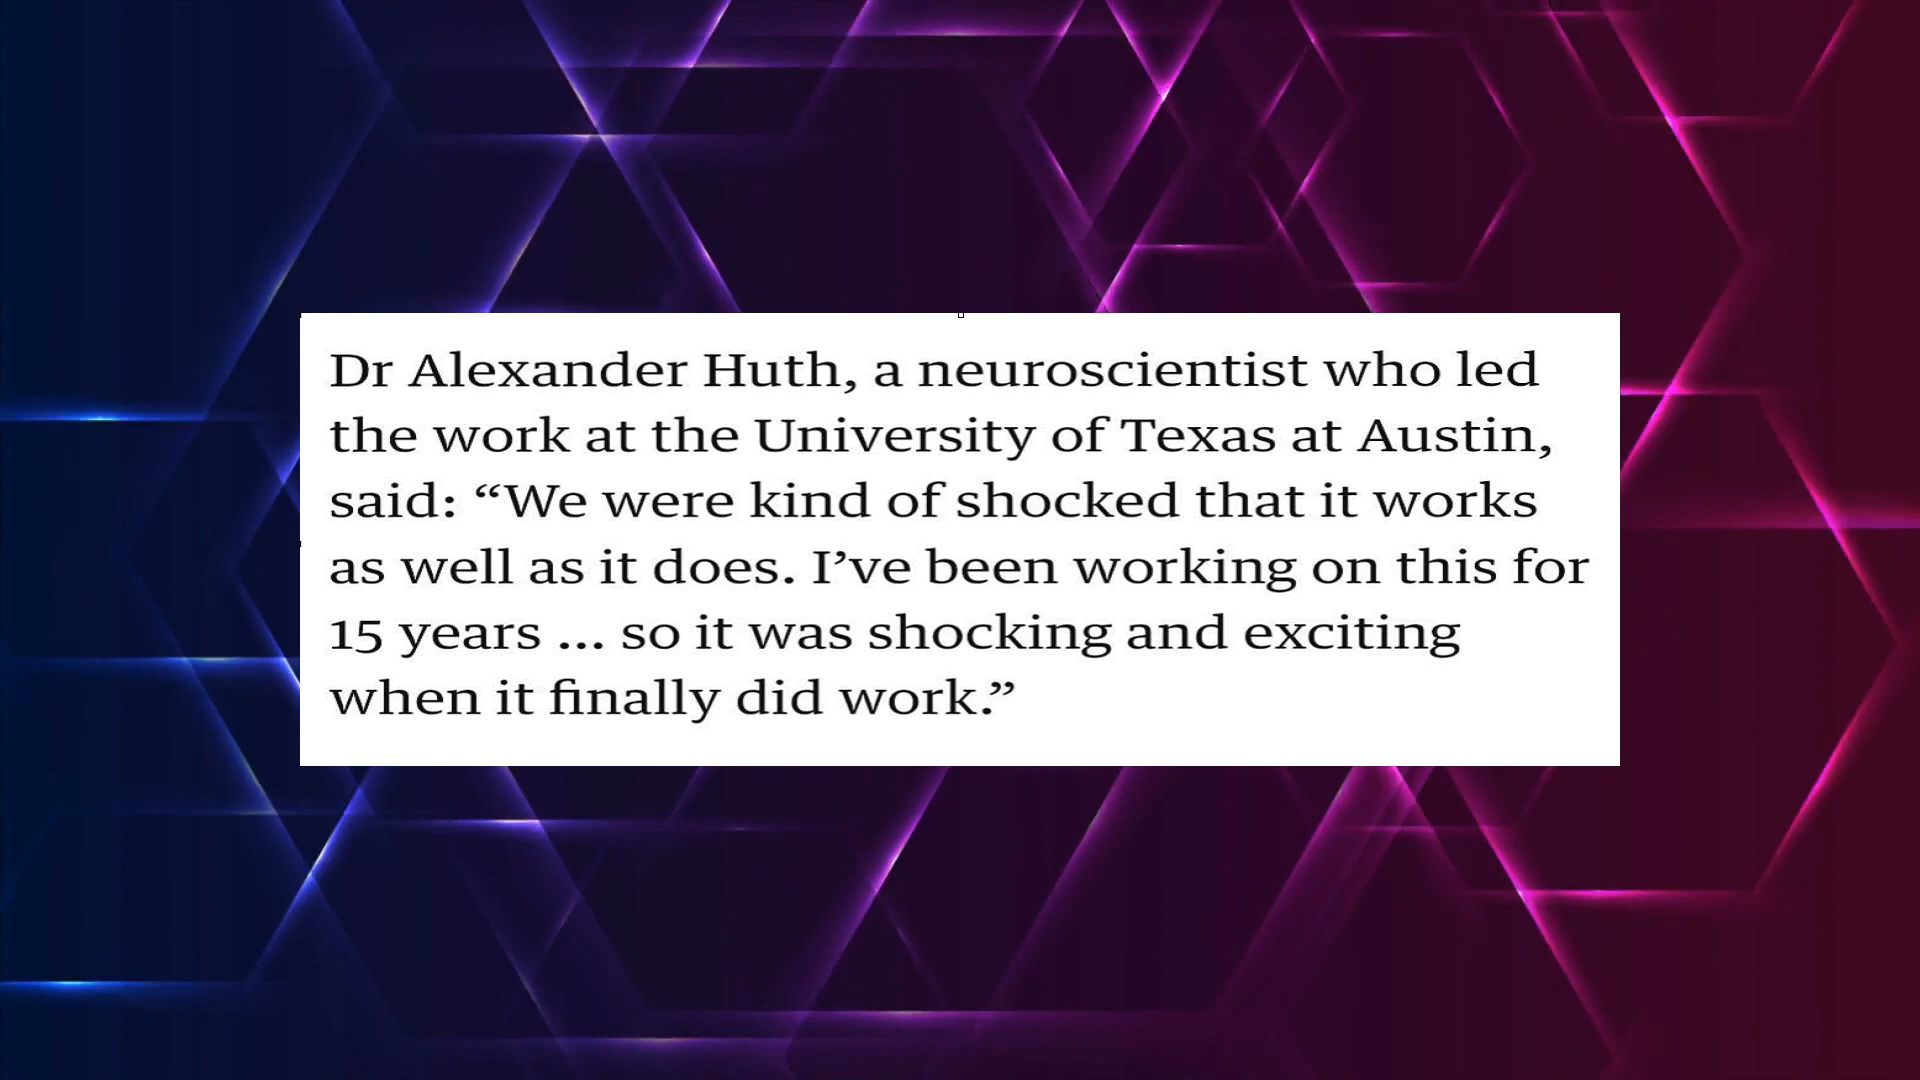 Dr Alexander Huth, a neuroscientist who led
the work at the University of Texas at Austin,
said: “We were kind of shocked that it works
as well as it does. I’ve been working on this for
15 years ... so it was shocking and exciting
when it finally did work.”